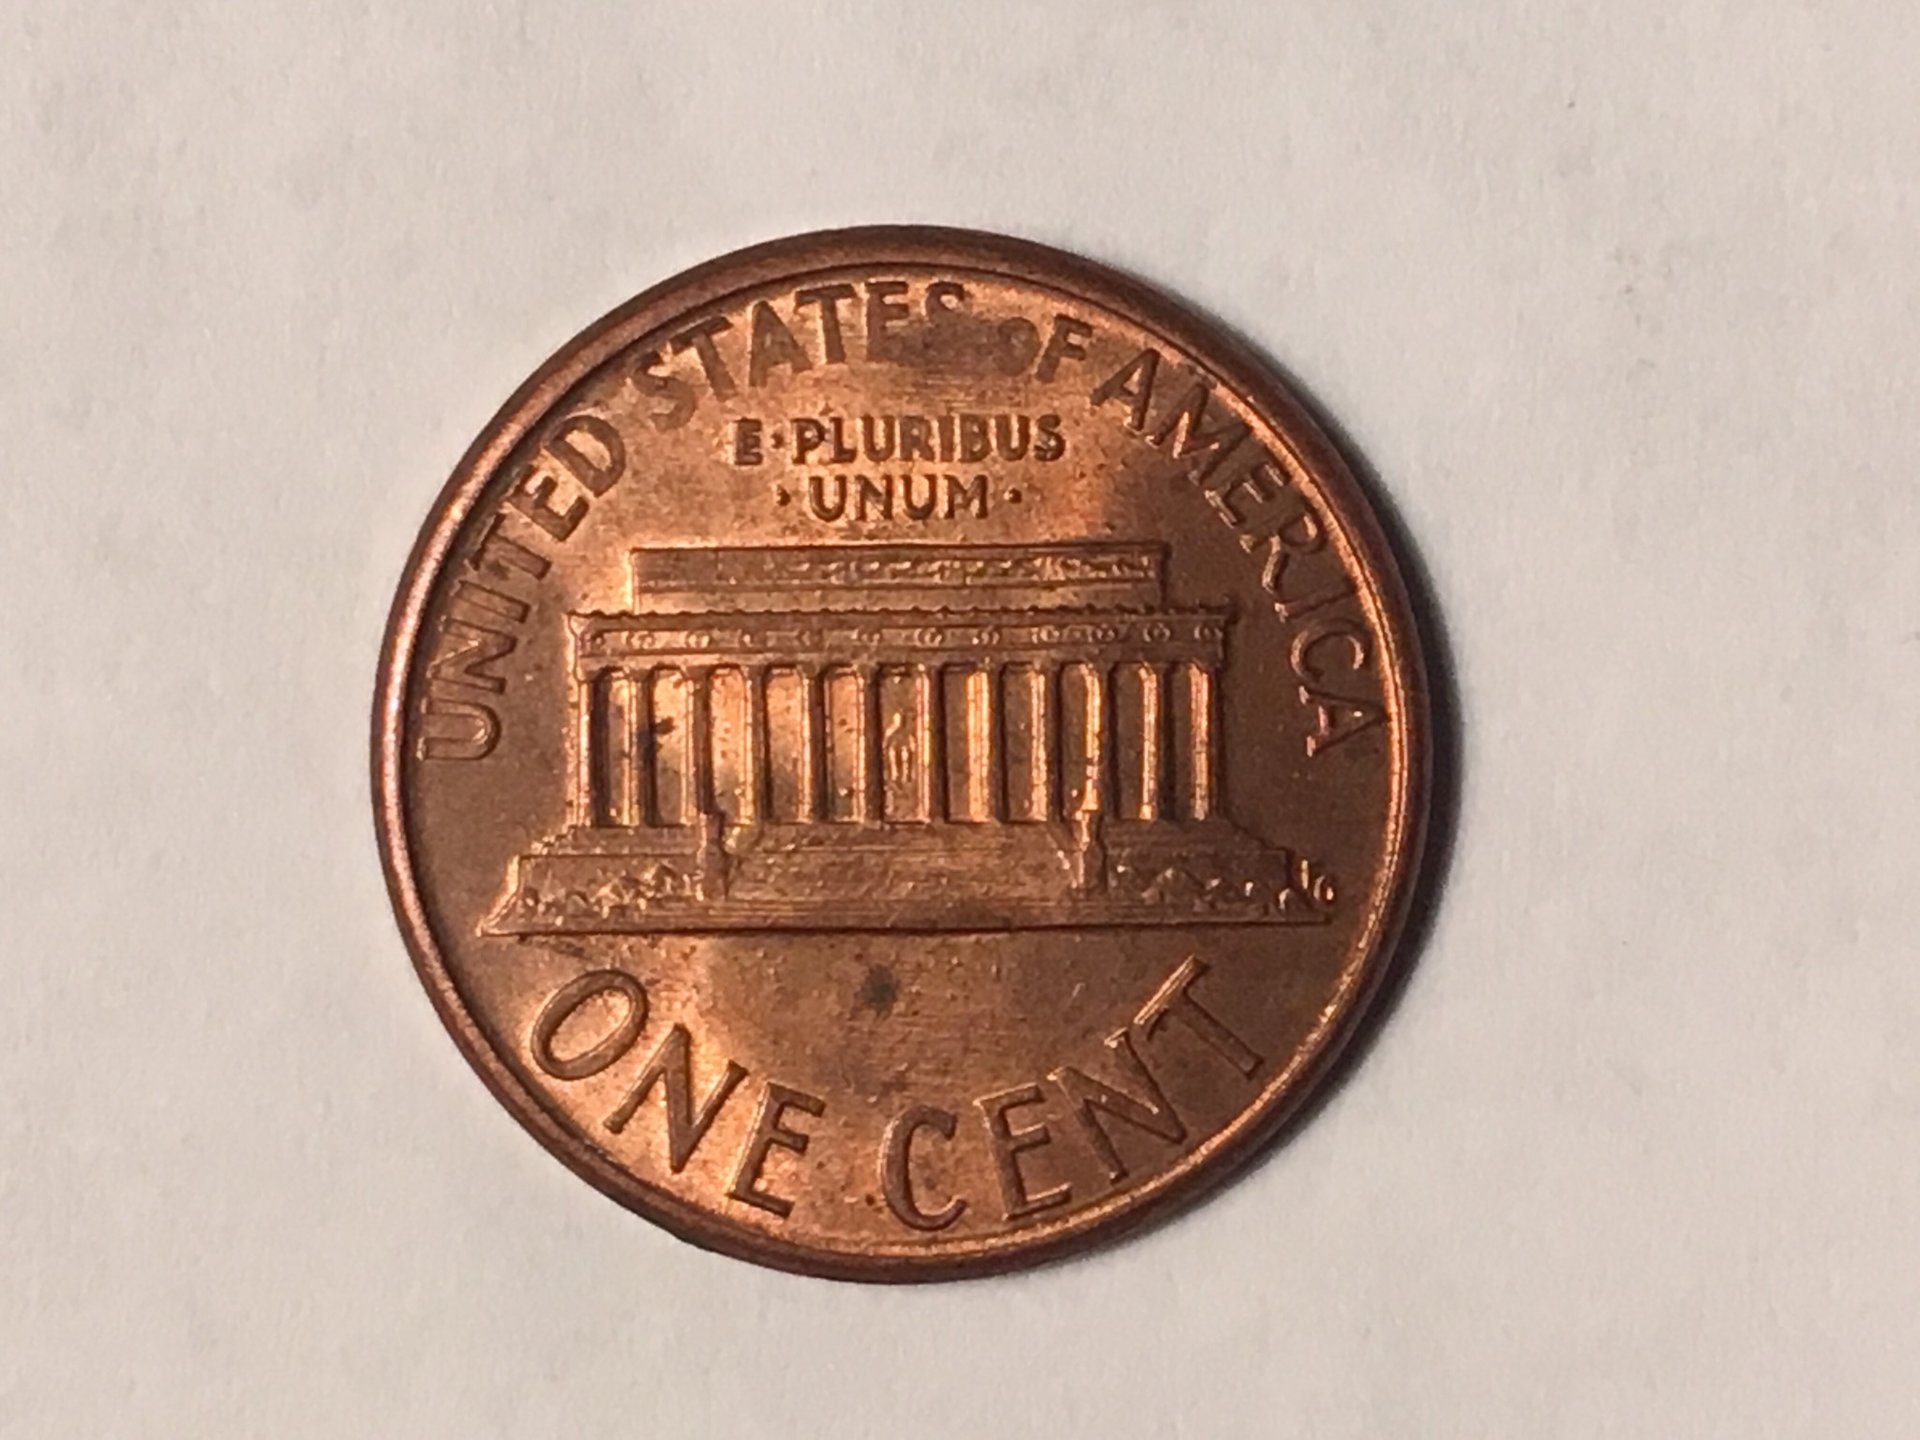 UNITED STATES OF AMERICA
E·PLURIBUS
·UNUM·
ONE CENT